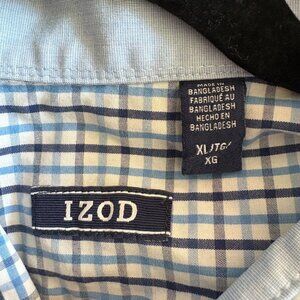 MADE IN
BANGLADESH
FABRIQUÉ AU
BANGLADESH
HECHO EN
BANGLADESH
XL/TG/
XG
IZOD